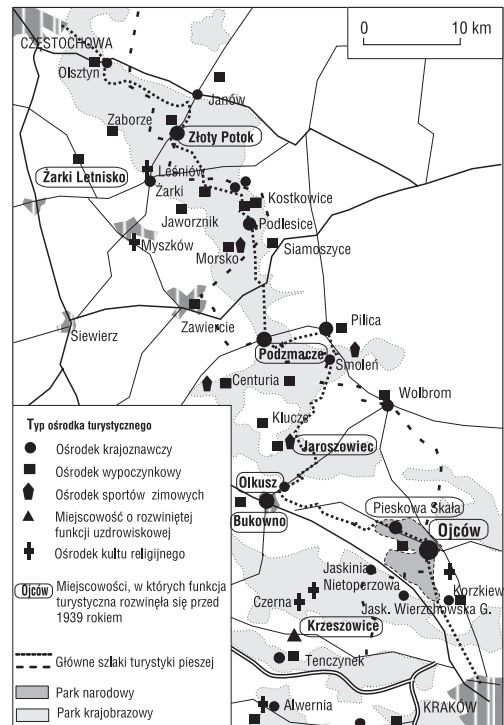 0 10 km
CZĘSTOCHOWA
Olsztyn
Janów
Zaborze
Złoty Potok
Żarki Letnisko
Leśniów
Żarki
Kostkowice
Jaworznik
Podlesice
Myszków
Morsko
Siamoszyce
Siewierz
Zawiercie
Pilica
Podzmacze
Smoleń
Centuria
Wolbrom
Klucze
Jaroszowiec
Olkusz
Bukowno
Pieskowa Skała
Ojców
Jaskinia
Nietoperzowa
Korzkiew
Czerna
Jask. Wierzchowska G.
Krzeszowice
Tenczynek
Alwernia
KRAKÓW
Typ ośrodka turystycznego
Ośrodek krajoznawczy
Ośrodek wypoczynkowy
Ośrodek sportów zimowych
Miejscowość o rozwiniętej
funkcji uzdrowiskowej
Ośrodek kultu religijnego
Ojców
Miejscowości, w których funkcja
turystyczna rozwinęła się przed
1939 rokiem
Główne szlaki turystyki pieszej
Park narodowy
Park krajobrazowy